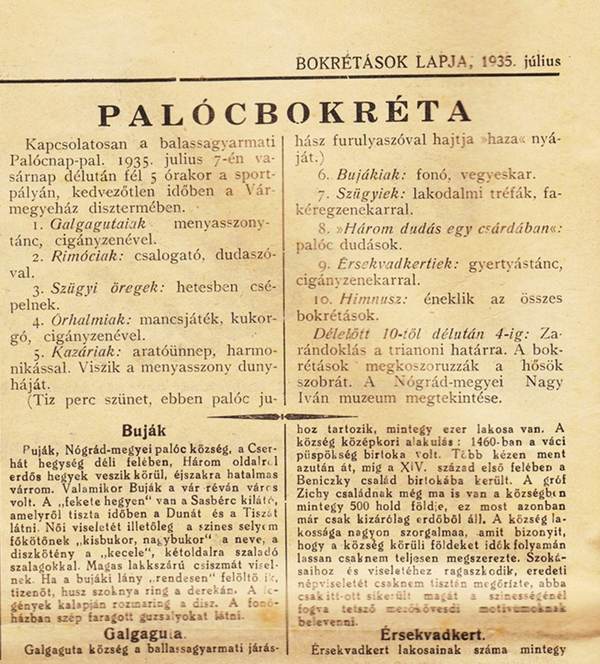 BOKRÉTÁSOK LAPJA, 1935. július
PALÓCBOKRÉTA
Kapcsolatosan a balassagyarmati
Palócnap-pal. 1935. julius 7-én va-
sárnap délután fél 5 órakor a sport-
pályán, kedvezőtlen időben a Vár-
megyeház disztermében.
1. Galgagutaiak menyasszony-
tánc, cigányzenével.
2. Rimóciak: csalogató, dudaszó-
val.
3. Szügyi öregek: hetesben csé-
pelnek.
4. Őrhalmiak: mancsjáték, kukor-
gó, cigányzenével.
5. Kazáriak: aratóünnep, harmo-
nikással. Viszik a menyasszony duny-
háját.
(Tiz perc szünet, ebben palóc ju-
hász furulyaszóval hajtja »haza« nyá-
ját.)
6. Bujákiak: fonó, vegyeskar.
7. Szügyiek: lakodalmi tréfák, fa-
kéregzenekarral.
8. »Három dudás egy csárdában«:
palóc dudások.
9. Érsekvadkertiek: gyertyástánc,
cigányzenekarral.
10. Himnusz: éneklik az összes
bokrétások.
Délelőtt 10-től délután 4-ig: Za-
rándoklás a trianoni határra. A bok-
rétások megkoszoruzzák a hősök
szobrát. A Nógrád-megyei Nagy
Iván muzeum megtekintése.
Buják
Buják, Nógrád-megyei palóc község, a Cser-
hát hegység déli felében, Három oldalról
erdős hegyek veszik körül, éjszakra hatalmas
várrom. Valamikor Buják a vár réván város
volt. A „fekete hegyen" van a Sasbérc kilátó,
amelyről tiszta időben a Dunát és a Tiszát
látni. Női viseletét illetőleg a szines selyem
főkötőnek „kisbukor, nagybukor" a neve, a
diszkötény a „kecele", kétoldalra szaladó
szalagokkal. Magas lakkszárú csizmát visel-
nek. Ha a bujáki lány „rendesen" felöltö ik,
tizenöt, husz szoknya ring a derekán. A le-
gények kalapján rozmaring a disz. A fonó-
házban szép faragott guzsalyokat látni.
Galgaguta.
Galgaguta község a ballassagyarmati járás-
hoz tartozik, mintegy ezer lakosa van. A
község középkori alakulás: 1460-ban a váci
püspökség birtoka volt. Több kézen ment
azután át, míg a XIV. század első felében a
Beniczky család birtokába került. A gróf
Zichy családnak még ma is van a községben
mintegy 500 hold földje, ez most azonban
már csak kizárólag erdőből áll. A község la-
kossága nagyon szorgalmas, amit bizonyit,
hogy a község körüli földeket idők folyamán
lassan csaknem teljesen megszerezte. Szoká-
saihoz és viseletéhez ragaszkodik, eredeti
népviseletét csaknem tisztán megőrizte, abba
csak itt-ott sikerült magát a szinességénél
fogva tetsző mezőkövesdi motivumoknak
belevenni.
Érsekvadkert.
Érsekvadkert lakosainak száma mintegy